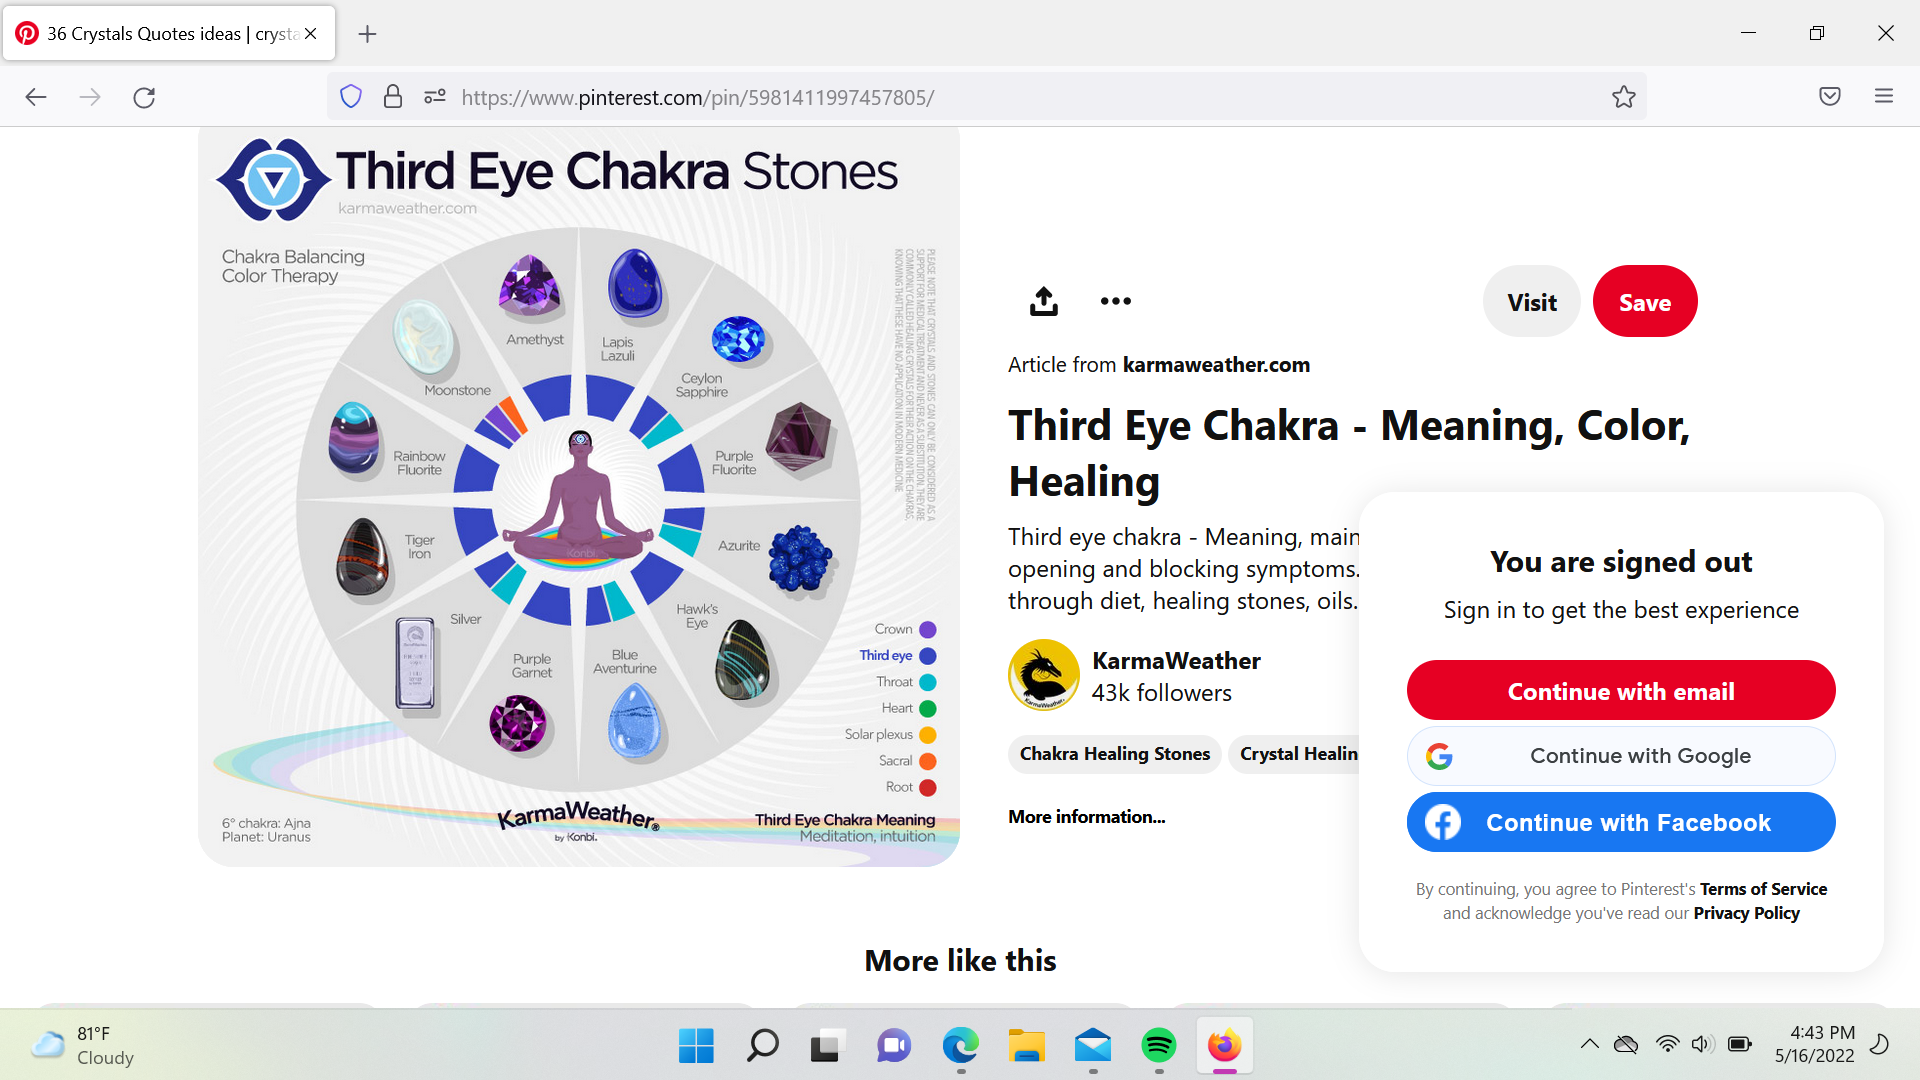 36 Crystals Quotes ideas | crysta
https://www.pinterest.com/pin/5981411997457805/
Third Eye Chakra Stones
karmaweather.com
Chakra Balancing
Color Therapy
PLEASE NOTE THAT CRYSTALS AND STONES CAN ONLY BE CONSIDERED AS A
SUPPORT FOR MEDICAL TREATMENT AND NEVER AS A SUBSTITUTION. THEY ARE
COMMONLY CALLED HEALING CRYSTALS FOR THEIR ACTION ON THE CHAKRAS,
KNOWING THAT THESE HAVE NO APPLICATION IN MODERN MEDICINE
Amethyst
Lapis
Lazuli
Ceylon
Sapphire
Moonstone
Purple
Fluorite
Rainbow
Fluorite
Azurite
Tiger
Iron
Konbi.
Hawk's
Eye
Silver
Blue
Aventurine
Purple
Garnet
Crown
Third eye
Throat
Heart
Solar plexus
Sacral
Root
6° chakra: Ajna
Planet: Uranus
KarmaWeather®
by Konbi.
Third Eye Chakra Meaning
Meditation, intuition
Visit
Save
Article from karmaweather.com
Third Eye Chakra - Meaning, Color,
Healing
Third eye chakra - Meaning, main
opening and blocking symptoms.
through diet, healing stones, oils.
KarmaWeather
KarmaWeather
43k followers
Chakra Healing Stones
Crystal Healin
More information...
You are signed out
Sign in to get the best experience
Continue with email
Continue with Google
Continue with Facebook
By continuing, you agree to Pinterest's Terms of Service
and acknowledge you've read our Privacy Policy
More like this
81°F
Cloudy
4:43 PM
5/16/2022